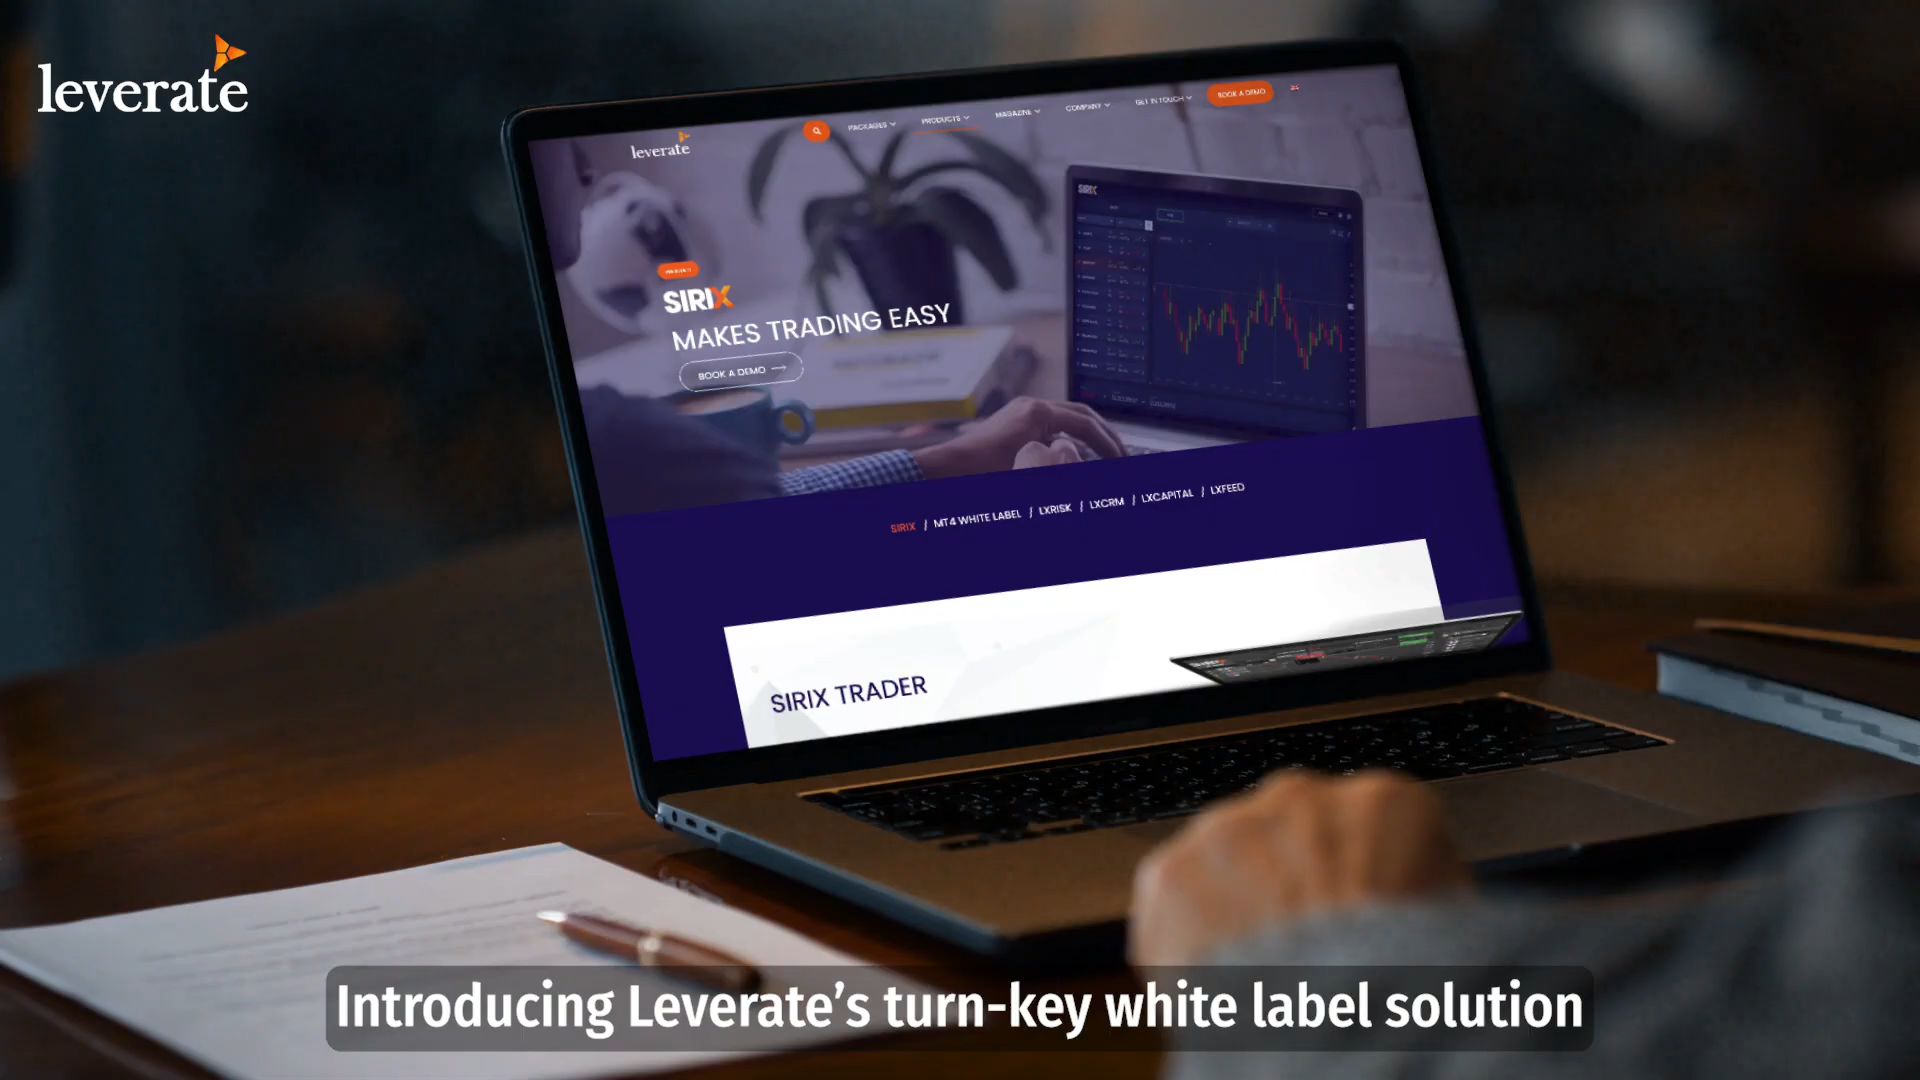 leverate
leverate
PACKAGES
PRODUCTS
MAGAZINE
COMPANY
GET IN TOUCH
BOOK A DEMO
SIRIX
SIRIX
MAKES TRADING EASY
BOOK A DEMO
SIRIX / MT4 WHITE LABEL / LXRISK / LXCRM / LXCAPITAL / LXFEED
SIRIX TRADER
Introducing Leverate’s turn-key white label solution